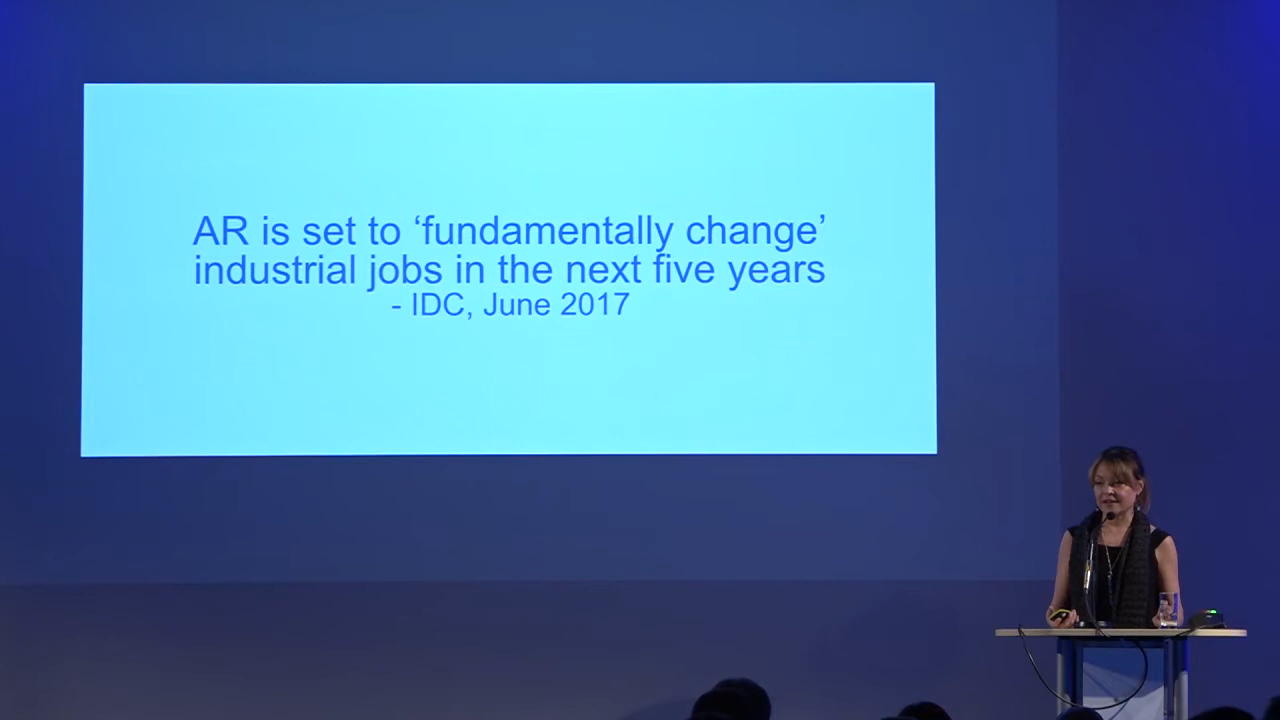 AR is set to ‘fundamentally change’
industrial jobs in the next five years
- IDC, June 2017